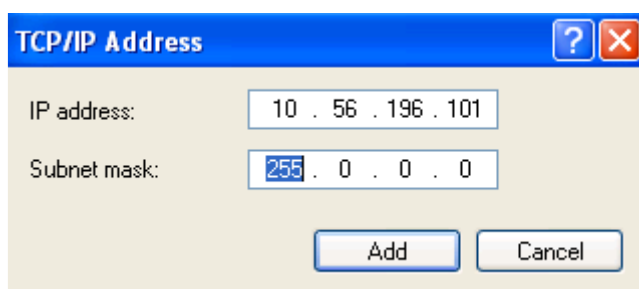 TCP/IP Address
IP address: 10 . 56 . 196 . 101
Subnet mask: 255 . 0 . 0 . 0
Add Cancel